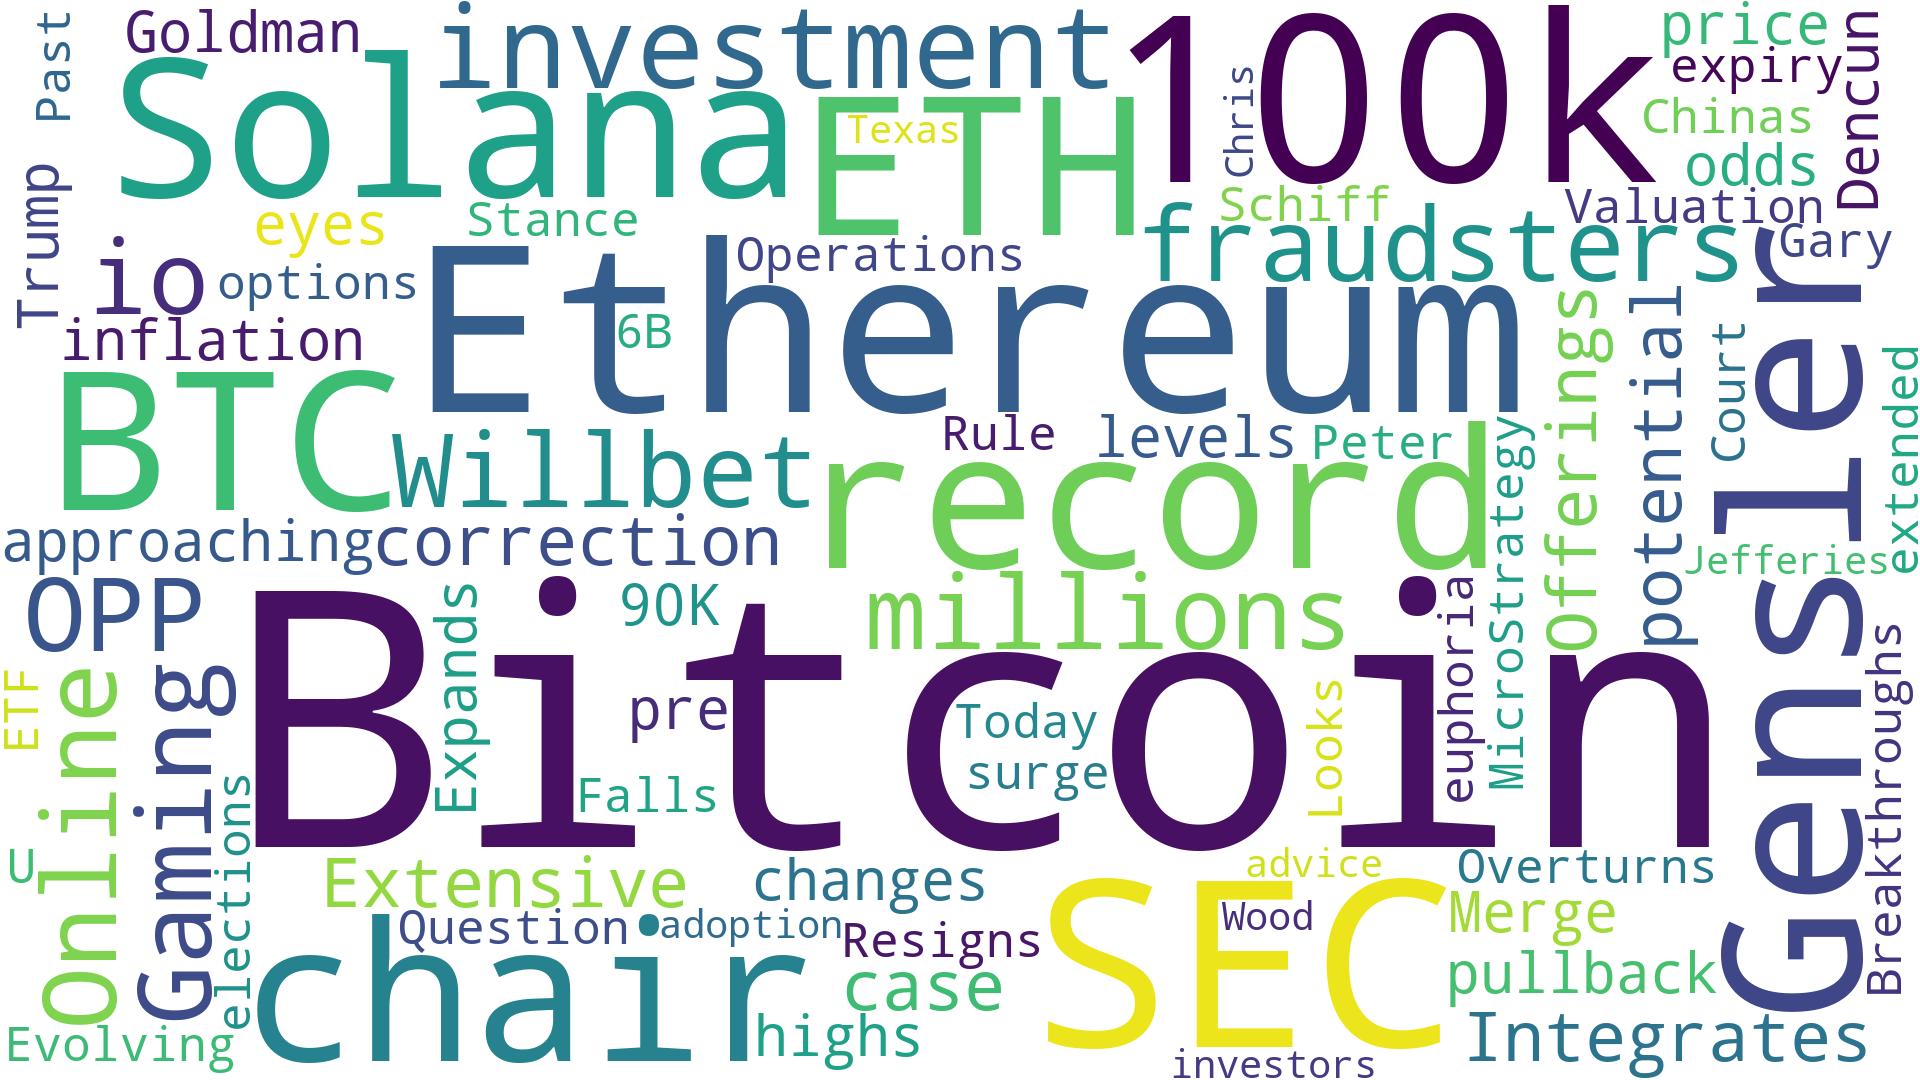 Goldman
investment
100k
price
Past
Solana
ETH
Texas
Chris
expiry
Chinas
odds
Dencun
Trump
eyes
Stance
Schiff
Valuation
io
options
Operations
fraudsters
Gary
inflation
Ethereum
6B
BTC
Willbet
Rule
levels
Peter
record
MicroStrategy
Offerings
potential
Court
Gensler
extended
approaching
correction
Jefferies
OPP
Expands
90K
millions
euphoria
Bitcoin
pre
Today
surge
Looks
Falls
ETF
Online
Gaming
elections
U
Breakthroughs
Extensive
changes
advice
Overturns
Question
adoption
Resigns
Wood
Merge
chair
case
SEC
pullback
Evolving
highs
investors
Integrates